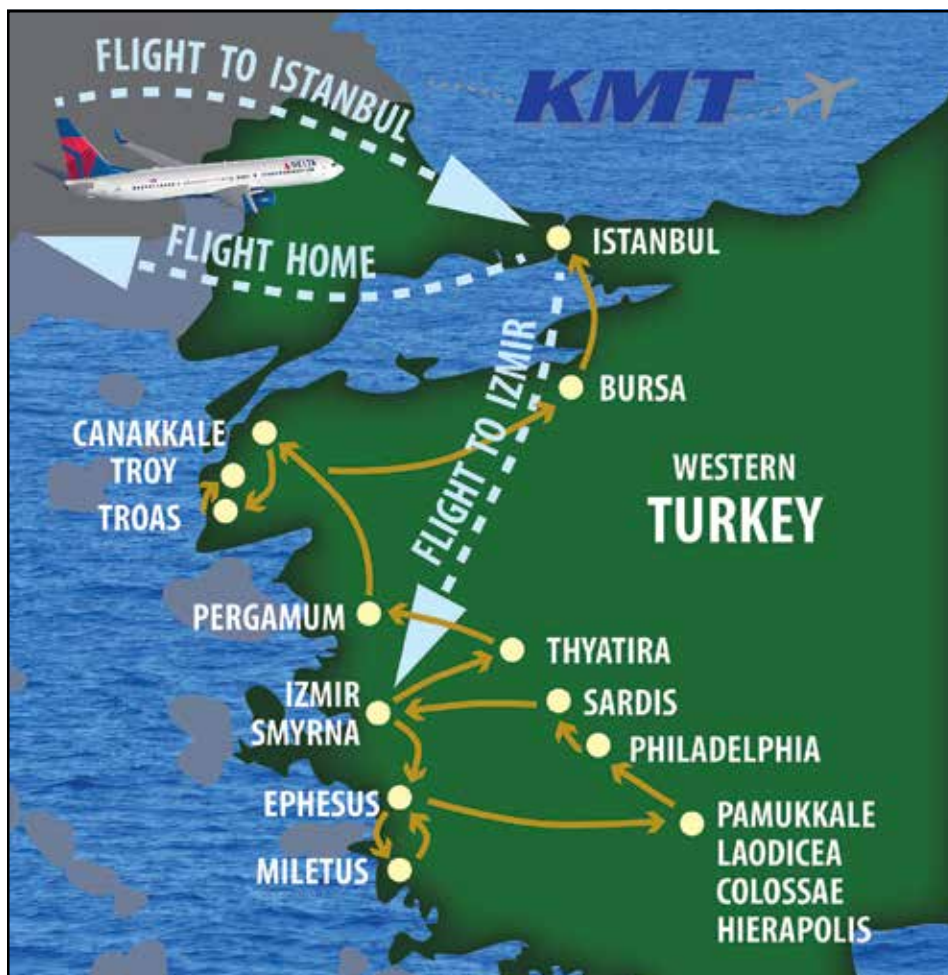 FLIGHT TO ISTANBUL
KMT
DELTA
FLIGHT HOME
ISTANBUL
FLIGHT TO IZMIR
BURSA
CANAKKALE
TROY
TROAS
WESTERN
TURKEY
PERGAMUM
THYATIRA
IZMIR
SMYRNA
SARDIS
PHILADELPHIA
EPHESUS
PAMUKKALE
LAODICEA
COLOSSAE
HIERAPOLIS
MILETUS